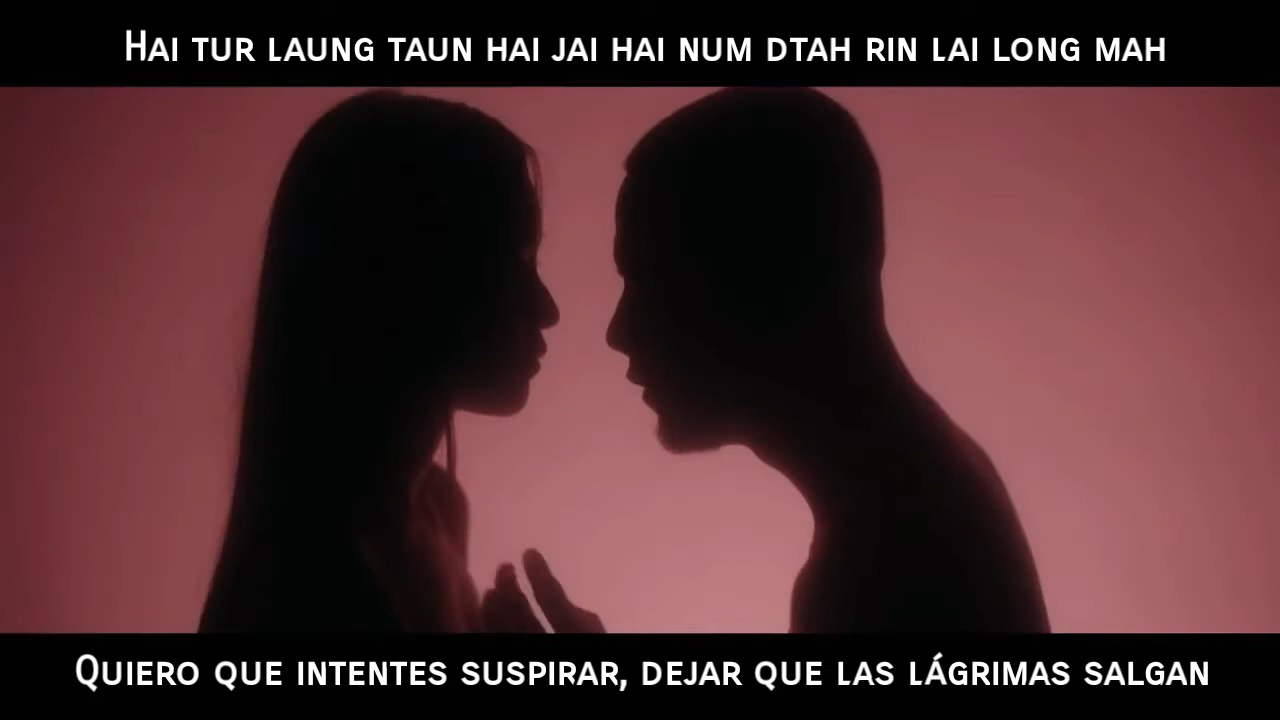 Hai tur laung taun hai jai hai num dtah rin lai long mah
Quiero que intentes suspirar, dejar que las lágrimas salgan